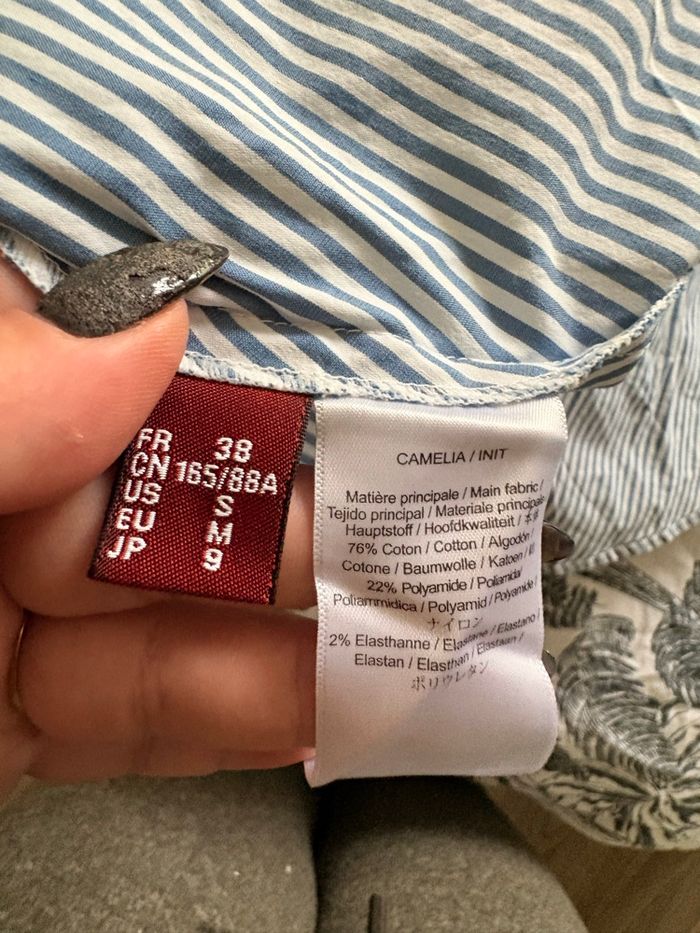 FR 38
CN 165/88A
US S
EU M
JP 9
CAMELIA / INIT
Matière principale / Main fabric /
Tejido principal / Materiale principale
Hauptstoff / Hoofdkwaliteit /
76% Coton / Cotton / Algodón /
Cotone / Baumwolle / Katoen /
22% Polyamide / Poliamida/
Poliammidica / Polyamid / Polyamide /
ナイロン
2% Elasthanne / Elastane / Elastano /
Elastan / Elasthan / Elastaan /
ポリウレタン